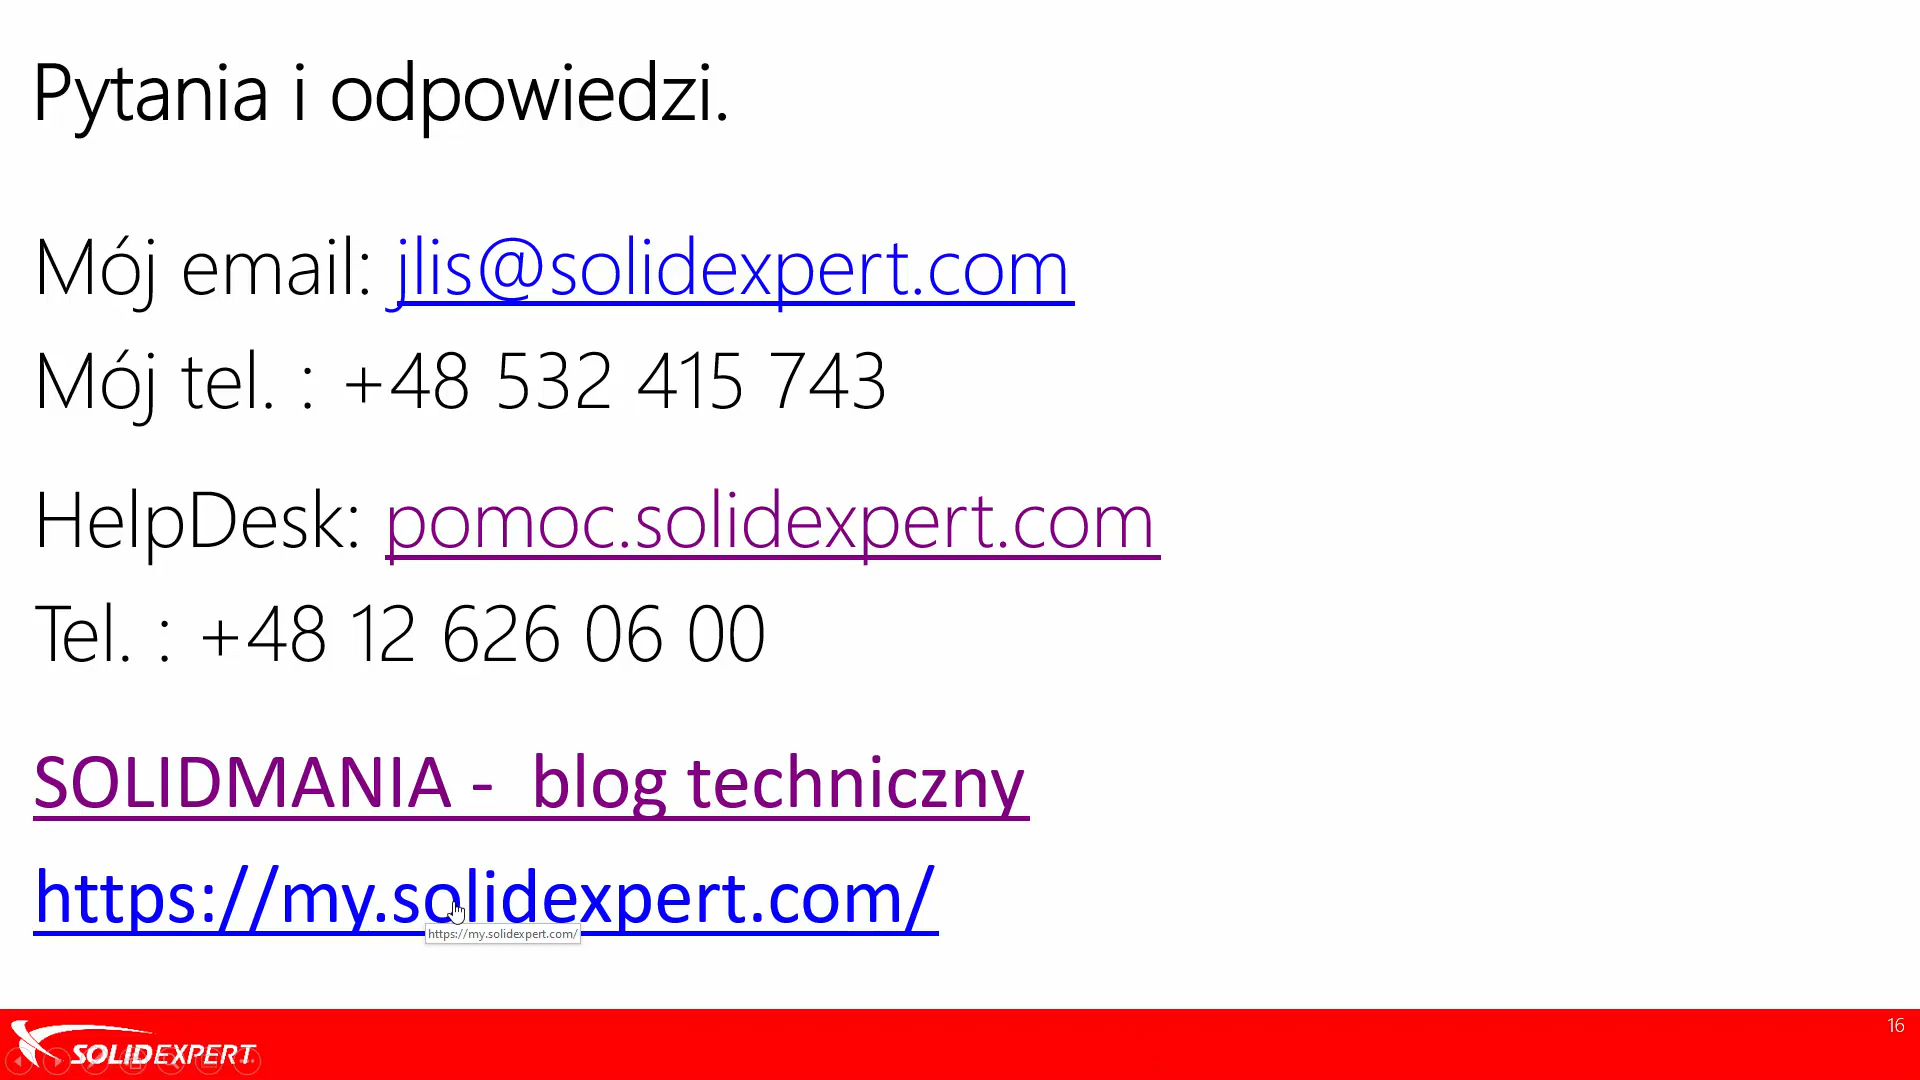 Pytania i odpowiedzi.
Mój email: jlis@solidexpert.com
Mój tel. : +48 532 415 743
HelpDesk: pomoc.solidexpert.com
Tel. : +48 12 626 06 00
SOLIDMANIA -  blog techniczny
https://my.solidexpert.com/
https://my.solidexpert.com/
16
SOLIDEXPERT